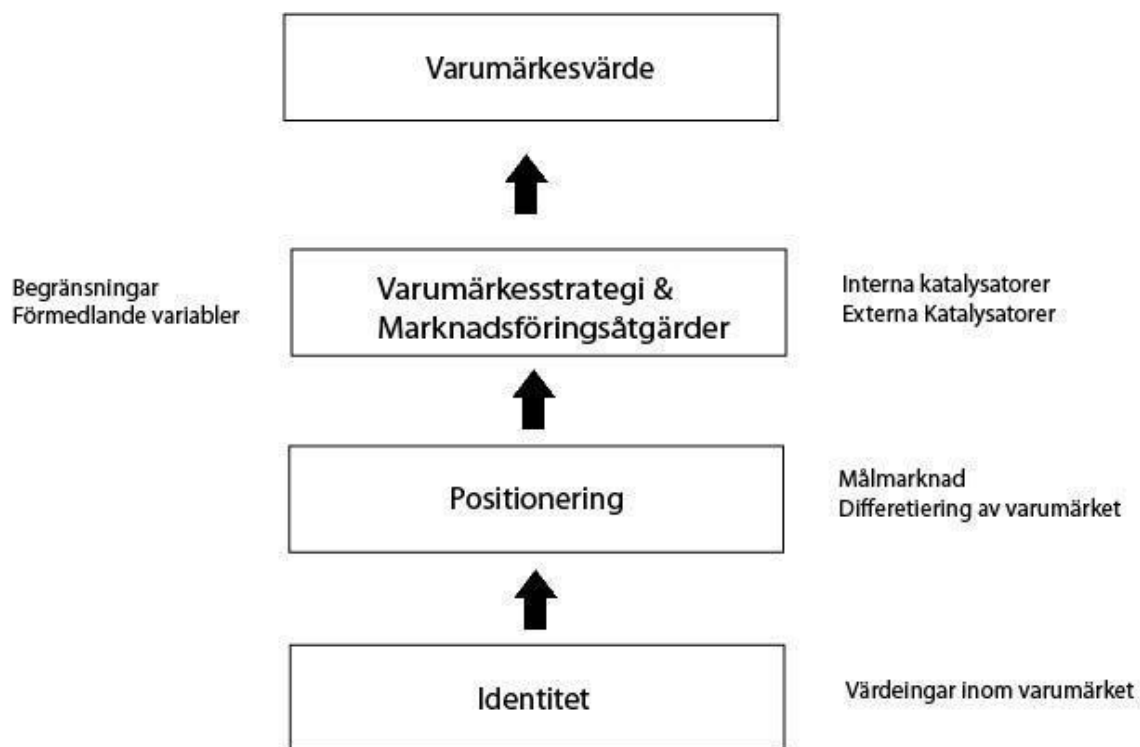 Varumärkesvärde
Begränsningar
Förmedlande variabler
Varumärkesstrategi &
Marknadsföringsåtgärder
Interna katalysatorer
Externa Katalysatorer
Positionering
Målmarknad
Differetiering av varumärket
Identitet
Värdeingar inom varumärket